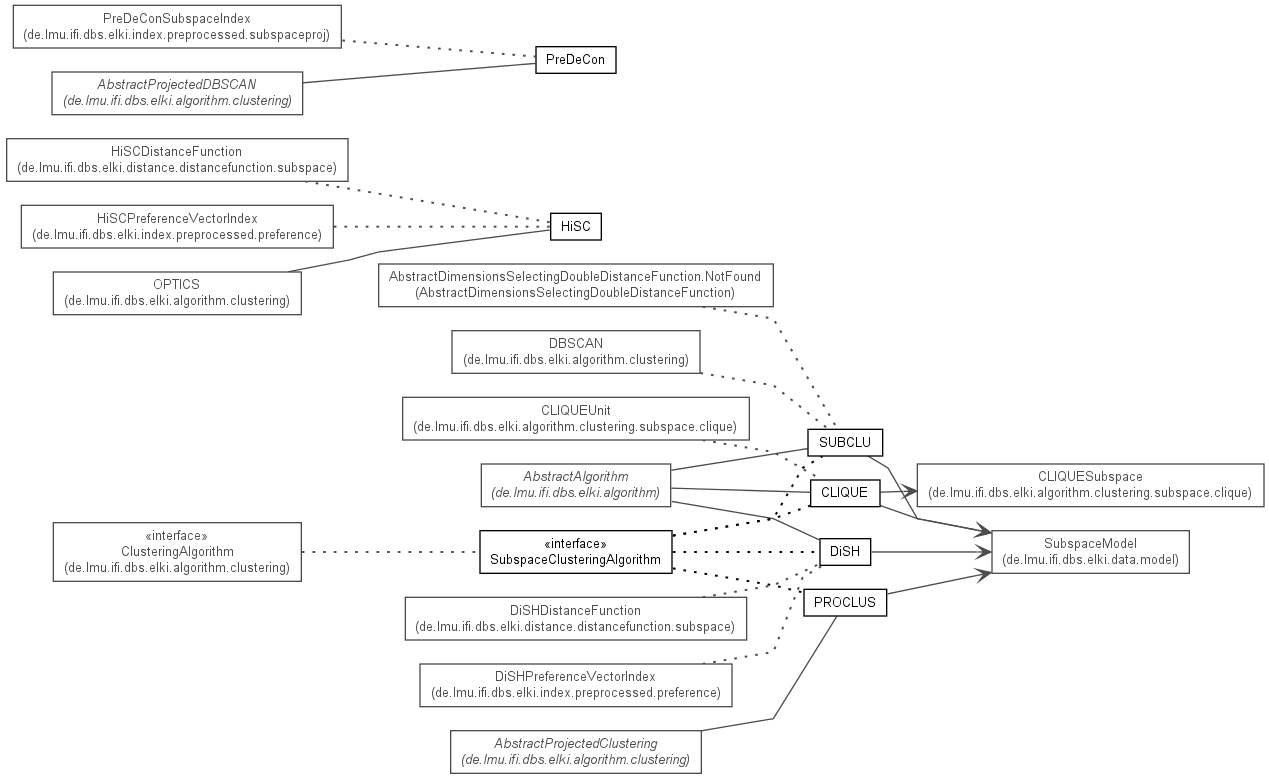 PreDeConSubspaceIndex
(de.lmu.ifi.dbs.elki.index.preprocessed.subspaceproj)
PreDeCon
AbstractProjectedDBSCAN
(de.lmu.ifi.dbs.elki.algorithm.clustering)
HiSCDistanceFunction
(de.lmu.ifi.dbs.elki.distance.distancefunction.subspace)
HiSCPreferenceVectorIndex
(de.lmu.ifi.dbs.elki.index.preprocessed.preference)
HiSC
OPTICS
(de.lmu.ifi.dbs.elki.algorithm.clustering)
AbstractDimensionsSelectingDoubleDistanceFunction.NotFound
(AbstractDimensionsSelectingDoubleDistanceFunction)
DBSCAN
(de.lmu.ifi.dbs.elki.algorithm.clustering)
CLIQUEUnit
(de.lmu.ifi.dbs.elki.algorithm.clustering.subspace.clique)
SUBCLU
AbstractAlgorithm
(de.lmu.ifi.dbs.elki.algorithm)
CLIQUE
CLIQUESubspace
(de.lmu.ifi.dbs.elki.algorithm.clustering.subspace.clique)
«interface»
ClusteringAlgorithm
(de.lmu.ifi.dbs.elki.algorithm.clustering)
«interface»
SubspaceClusteringAlgorithm
DiSH
SubspaceModel
(de.lmu.ifi.dbs.elki.data.model)
DiSHDistanceFunction
(de.lmu.ifi.dbs.elki.distance.distancefunction.subspace)
PROCLUS
DiSHPreferenceVectorIndex
(de.lmu.ifi.dbs.elki.index.preprocessed.preference)
AbstractProjectedClustering
(de.lmu.ifi.dbs.elki.algorithm.clustering)